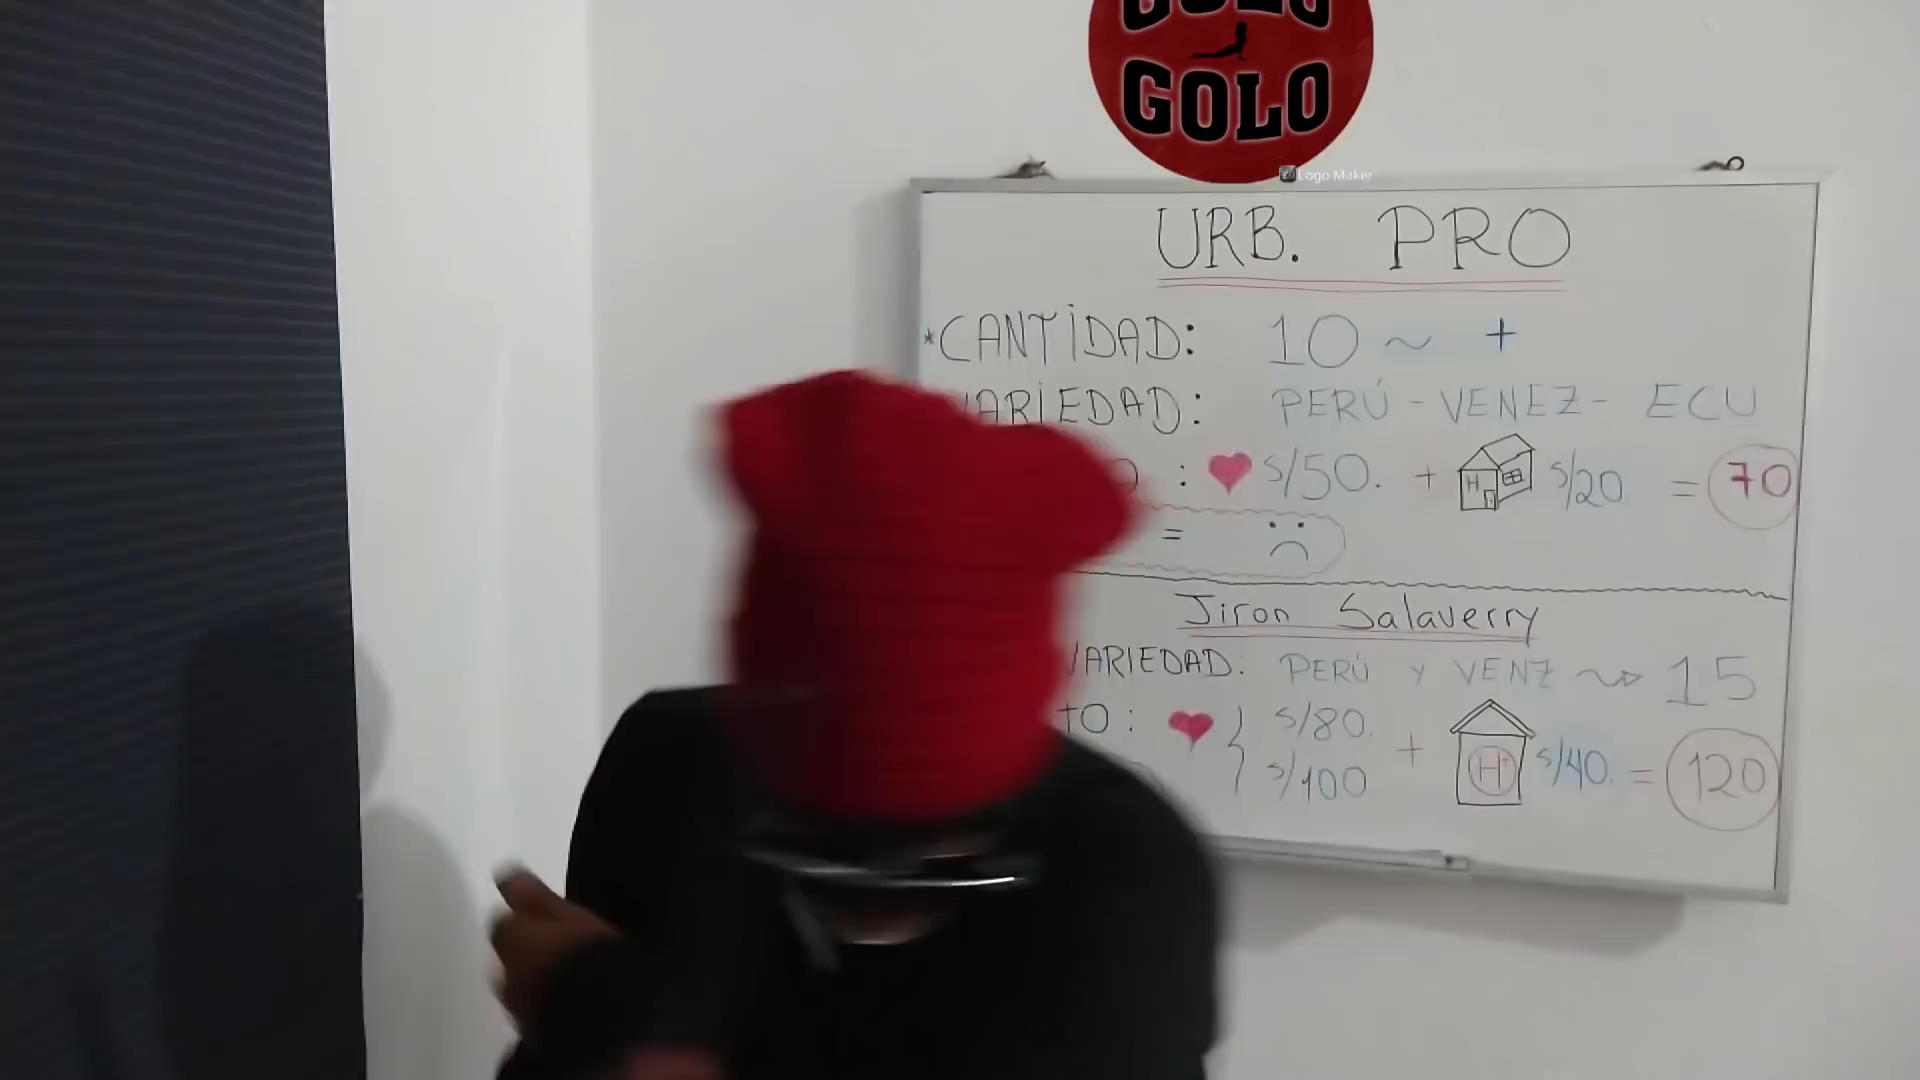 GOLO
GOLO
Logo Maker
URB. PRO
*CANTIDAD: 10 ~ +
VARIEDAD: PERÚ - VENEZ - ECU
: S/50. + H S/20 = 70
=
Jiron Salaverry
VARIEDAD: PERÚ Y VENZ 15
TO: S/80.
S/100 + H S/40. = 120